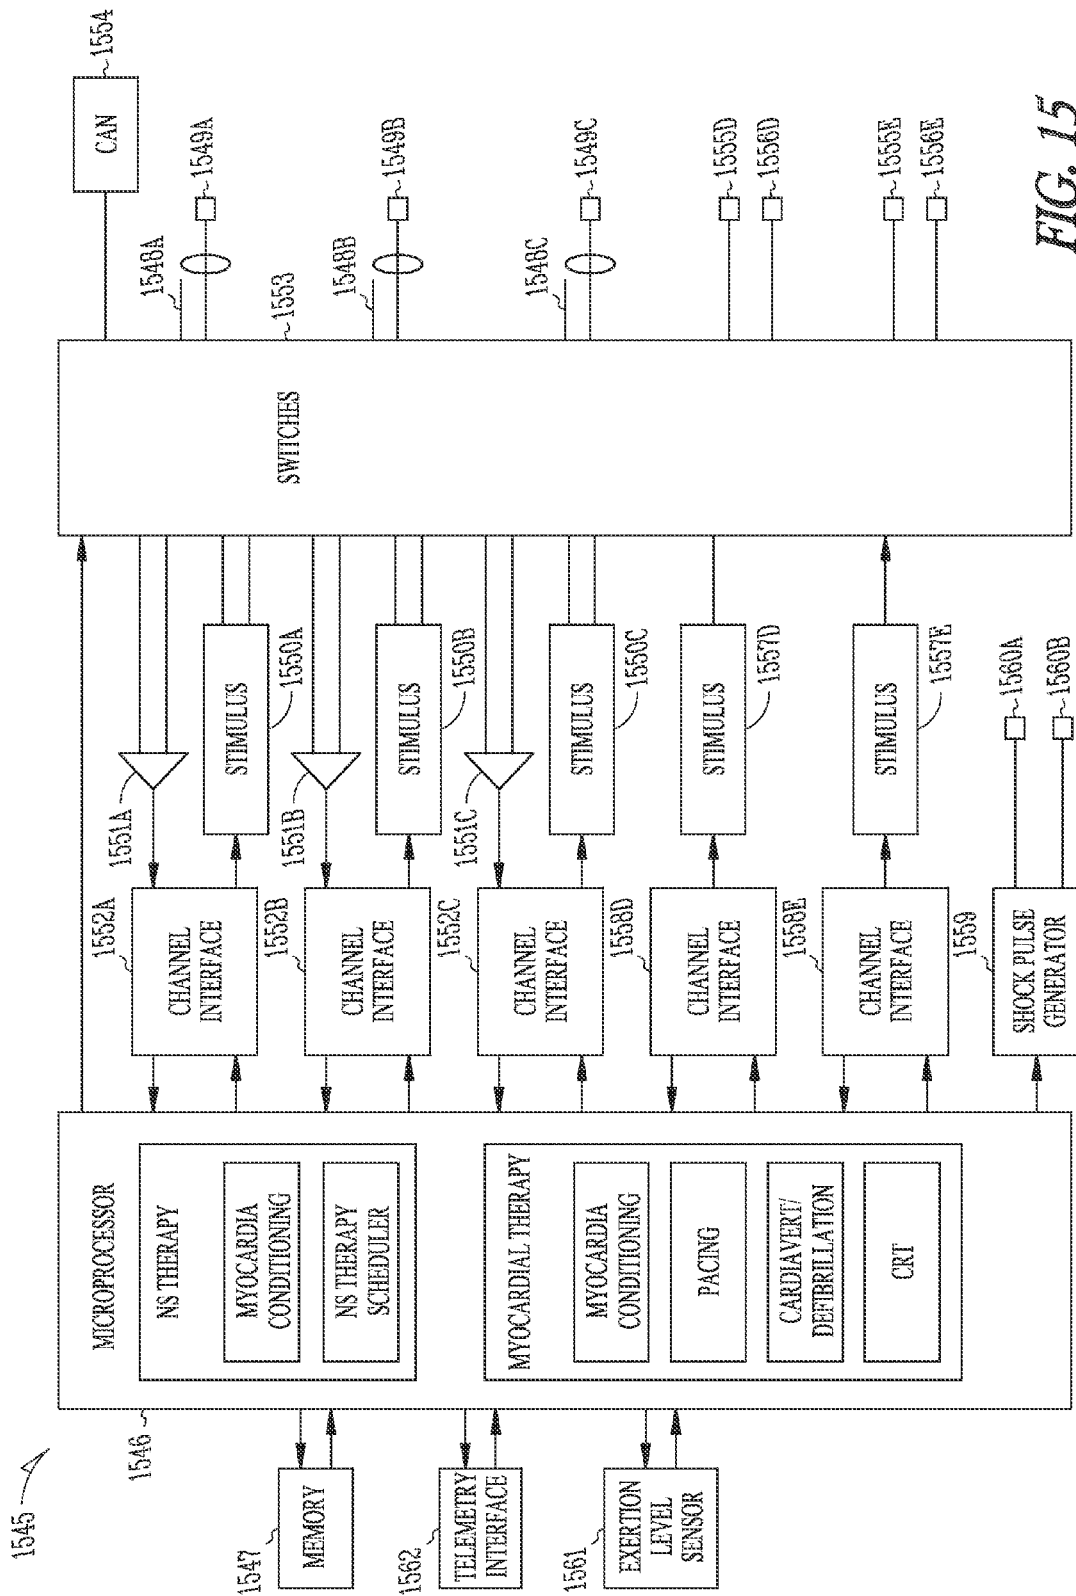 1545
1546
MICROPROCESSOR
NS THERAPY
MYOCARDIA
CONDITIONING
NS THERAPY
SCHEDULER
MYOCARDIAL THERAPY
MYOCARDIA
CONDITIONING
PACING
CARDIAVERT/
DEFIBRILLATION
CRT
1547
MEMORY
1562
TELEMETRY
INTERFACE
1561
EXERTION
LEVEL
SENSOR
1552A
CHANNEL
INTERFACE
1551A
STIMULUS
1550A
1552B
CHANNEL
INTERFACE
1551B
STIMULUS
1550B
1552C
CHANNEL
INTERFACE
1551C
STIMULUS
1550C
1558D
CHANNEL
INTERFACE
STIMULUS
1557D
1558E
CHANNEL
INTERFACE
STIMULUS
1557E
1559
SHOCK PULSE
GENERATOR
1560A
1560B
SWITCHES
1553
CAN
1554
1548A
1549A
1548B
1549B
1548C
1549C
1555D
1556D
1555E
1556E
FIG. 15